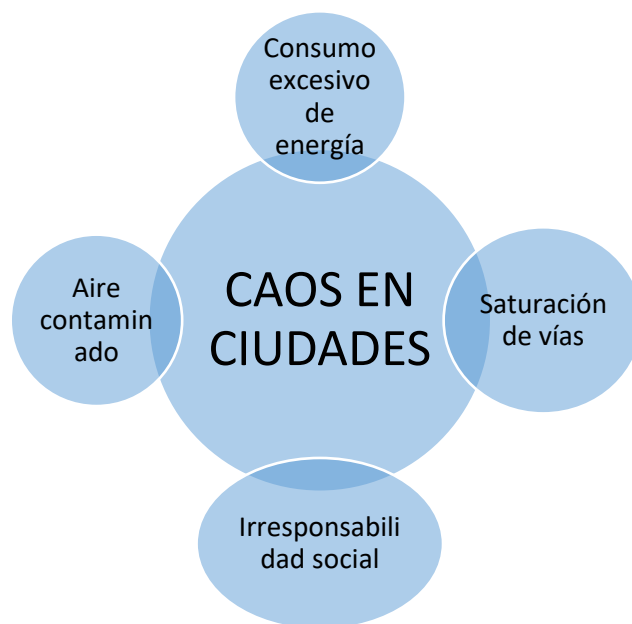 Consumo
excesivo
de
energía
Aire
contamin
ado
CAOS EN
CIUDADES
Saturación
de vías
Irresponsabili
dad social